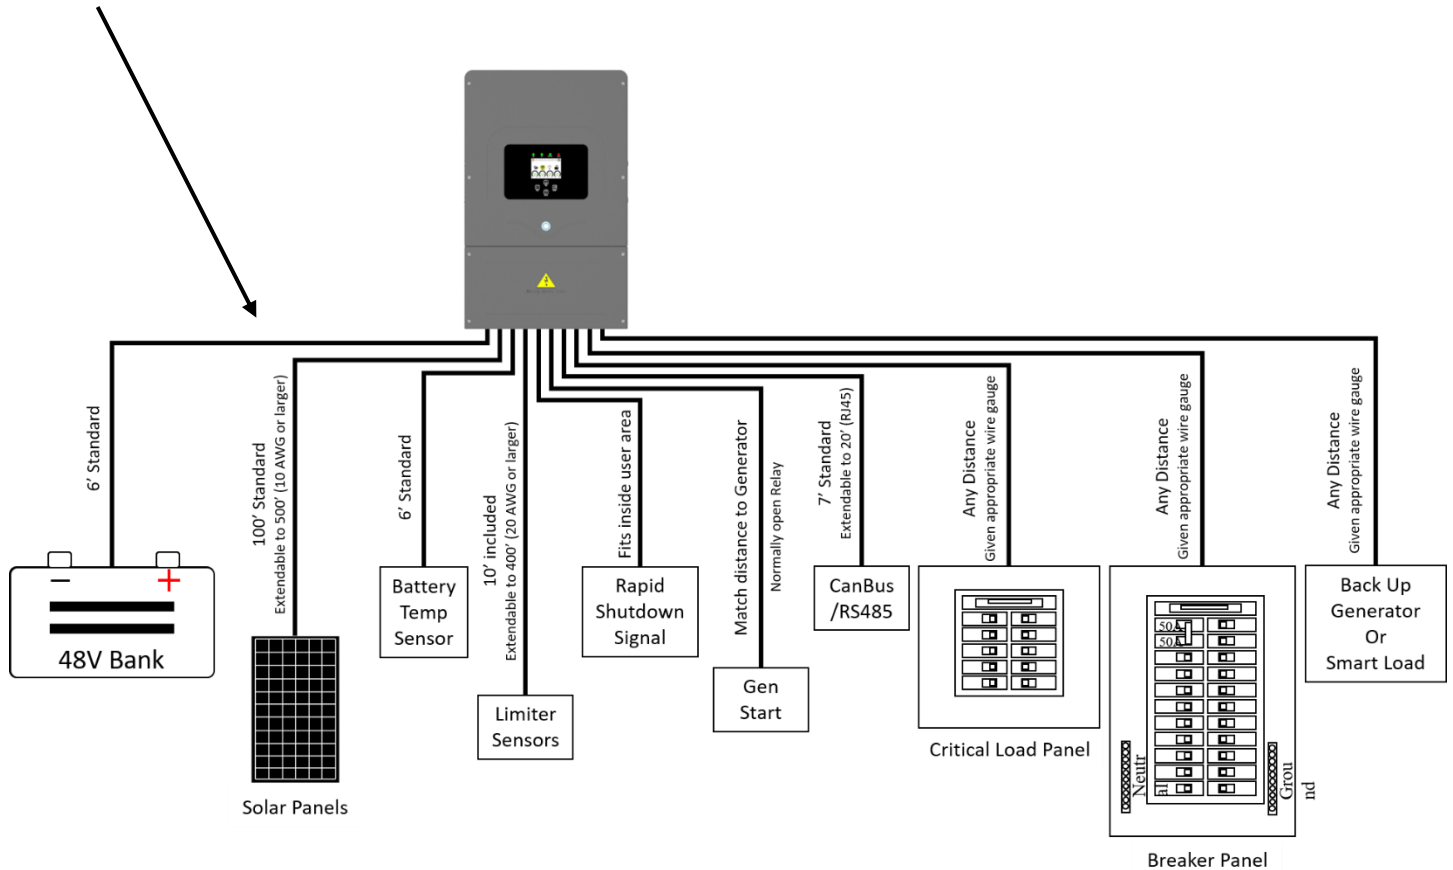 6’ Standard
100’ Standard
Extendable to 500’ (10 AWG or larger)
6’ Standard
10’ included
Extendable to 400’ (20 AWG or larger)
Fits inside user area
Match distance to Generator
Normally open Relay
7’ Standard
Extendable to 20’ (RJ45)
Any Distance
Given appropriate wire gauge
Any Distance
Given appropriate wire gauge
Any Distance
Given appropriate wire gauge
− +
48V Bank
Solar Panels
Battery
Temp
Sensor
Limiter
Sensors
Rapid
Shutdown
Signal
Gen
Start
CanBus
/RS485
Critical Load Panel
50A
50A
Neutr
al
Grou
nd
Breaker Panel
Back Up
Generator
Or
Smart Load